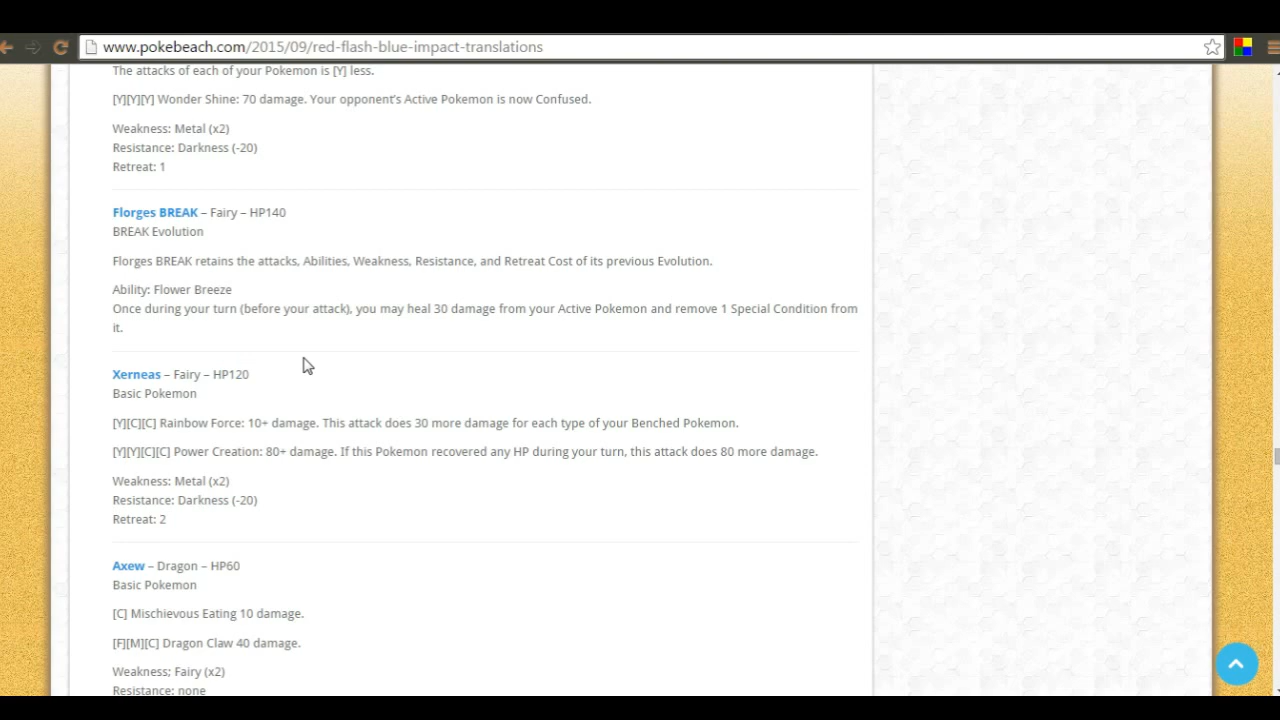 www.pokebeach.com/2015/09/red-flash-blue-impact-translations
The attacks of each of your Pokemon is [Y] less.
[Y][Y][Y] Wonder Shine: 70 damage. Your opponent's Active Pokemon is now Confused.
Weakness: Metal (x2)
Resistance: Darkness (-20)
Retreat: 1
Florges BREAK – Fairy – HP140
BREAK Evolution
Florges BREAK retains the attacks, Abilities, Weakness, Resistance, and Retreat Cost of its previous Evolution.
Ability: Flower Breeze
Once during your turn (before your attack), you may heal 30 damage from your Active Pokemon and remove 1 Special Condition from
it.
Xerneas – Fairy – HP120
Basic Pokemon
[Y][C][C] Rainbow Force: 10+ damage. This attack does 30 more damage for each type of your Benched Pokemon.
[Y][Y][C][C] Power Creation: 80+ damage. If this Pokemon recovered any HP during your turn, this attack does 80 more damage.
Weakness: Metal (x2)
Resistance: Darkness (-20)
Retreat: 2
Axew – Dragon – HP60
Basic Pokemon
[C] Mischievous Eating 10 damage.
[F][M][C] Dragon Claw 40 damage.
Weakness; Fairy (x2)
Resistance: none